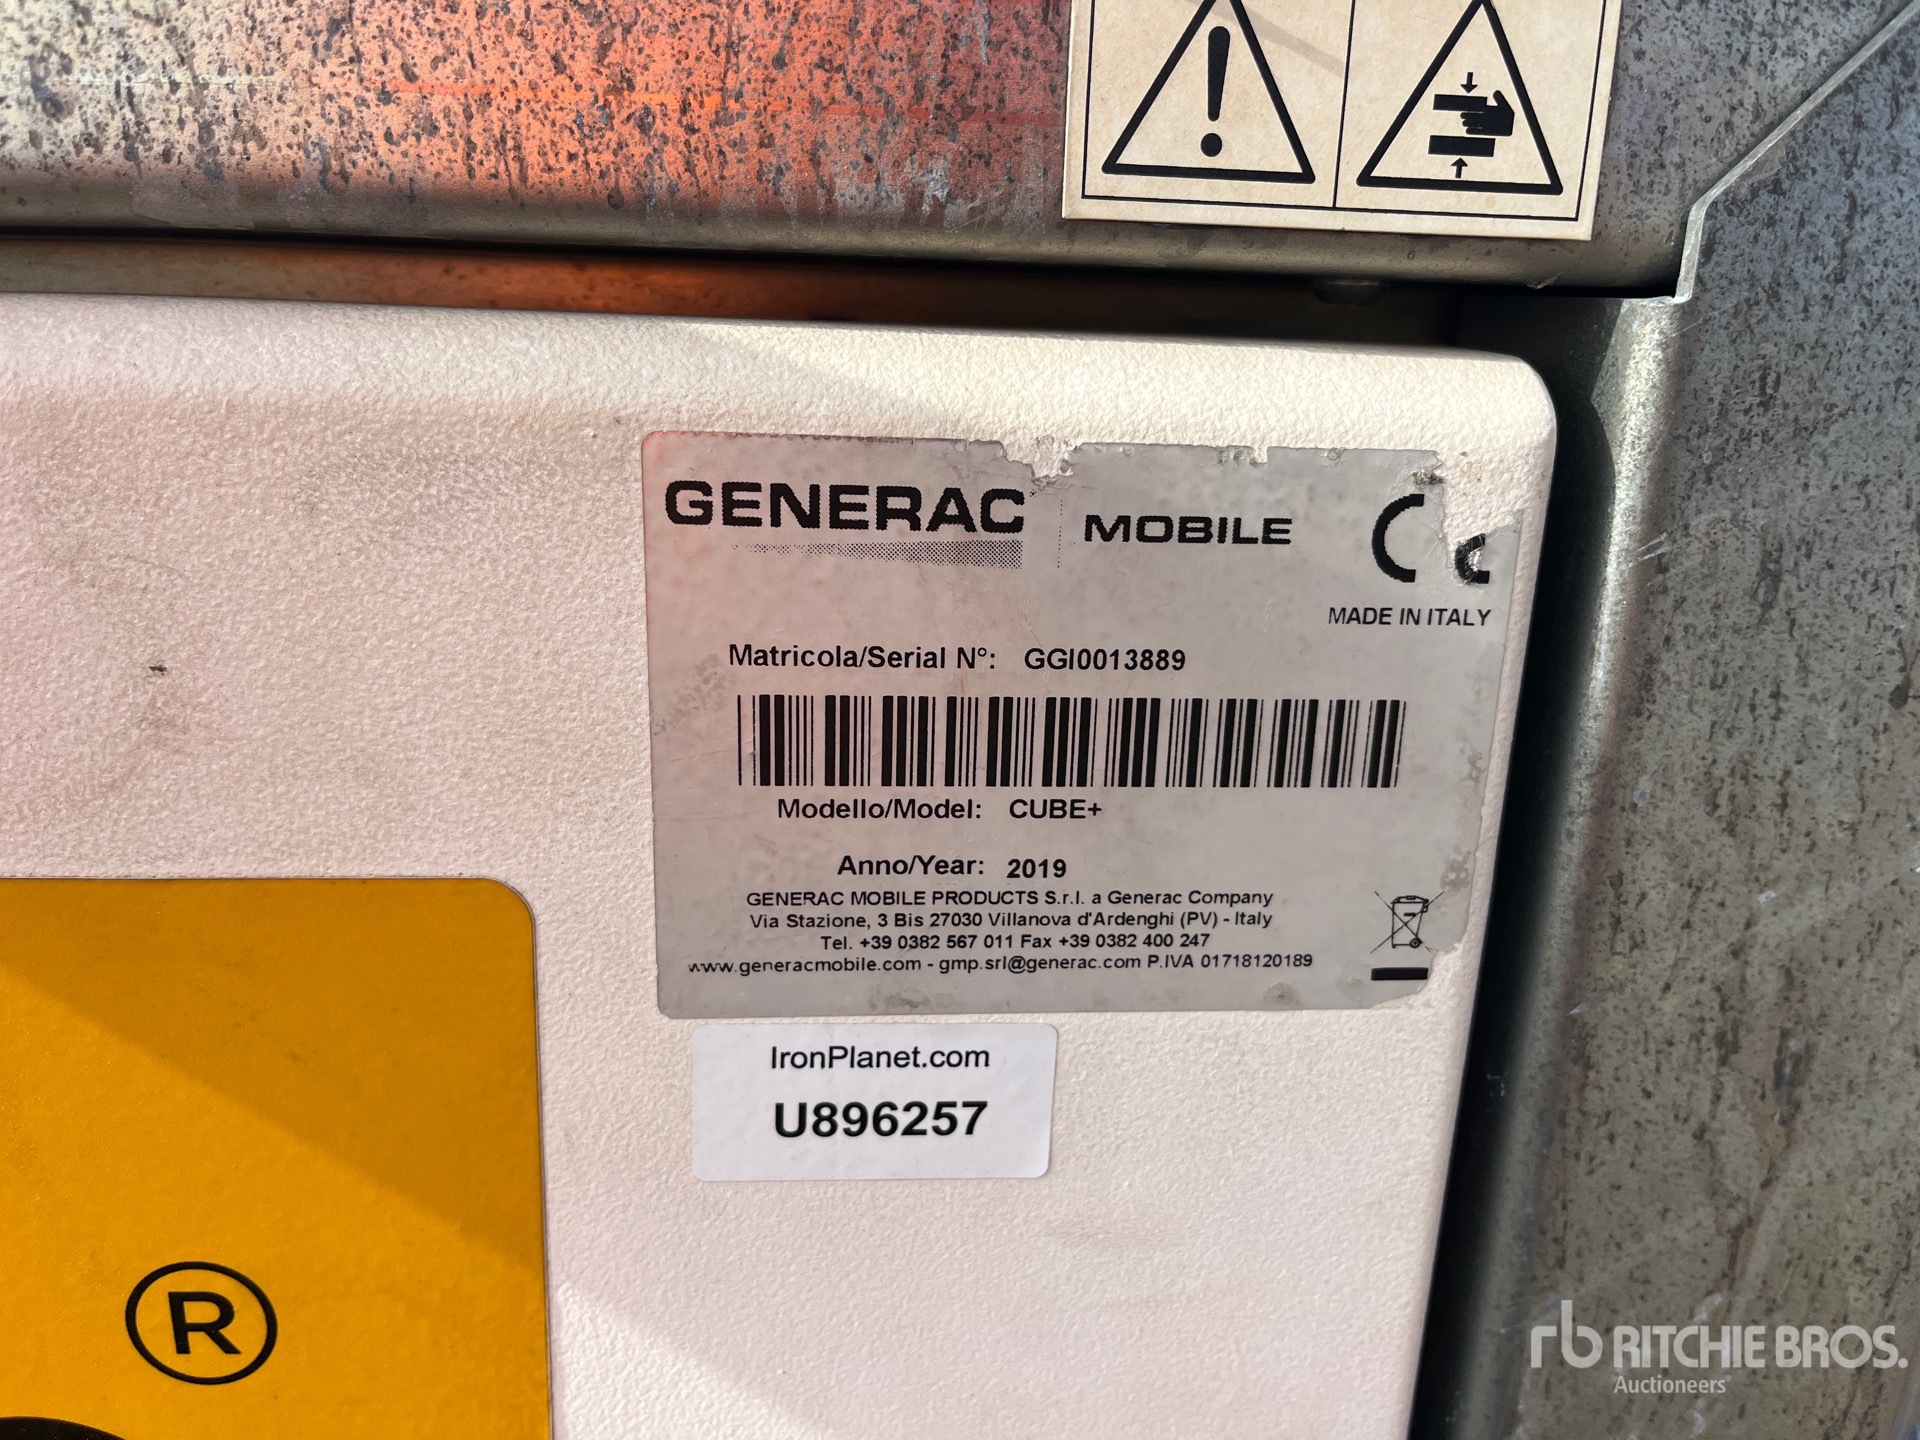 GENERAC MOBILE CE
MADE IN ITALY
Matricola/Serial N°: GGI0013889
Modello/Model: CUBE+
Anno/Year: 2019
GENERAC MOBILE PRODUCTS S.r.l. a Generac Company
Via Stazione, 3 Bis 27030 Villanova d'Ardenghi (PV) - Italy
Tel. +39 0382 567 011 Fax +39 0382 400 247
www.generacmobile.com - gmp.srl@generac.com P.IVA 01718120189
IronPlanet.com
U896257
®
rb RITCHIE BROS.
Auctioneers